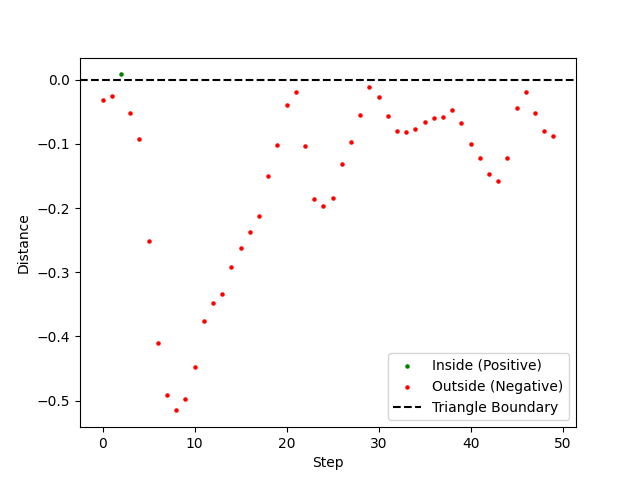 0.0
−0.1
−0.2
−0.3
−0.4
−0.5
Distance
0 10 20 30 40 50
Step
Inside (Positive)
Outside (Negative)
Triangle Boundary